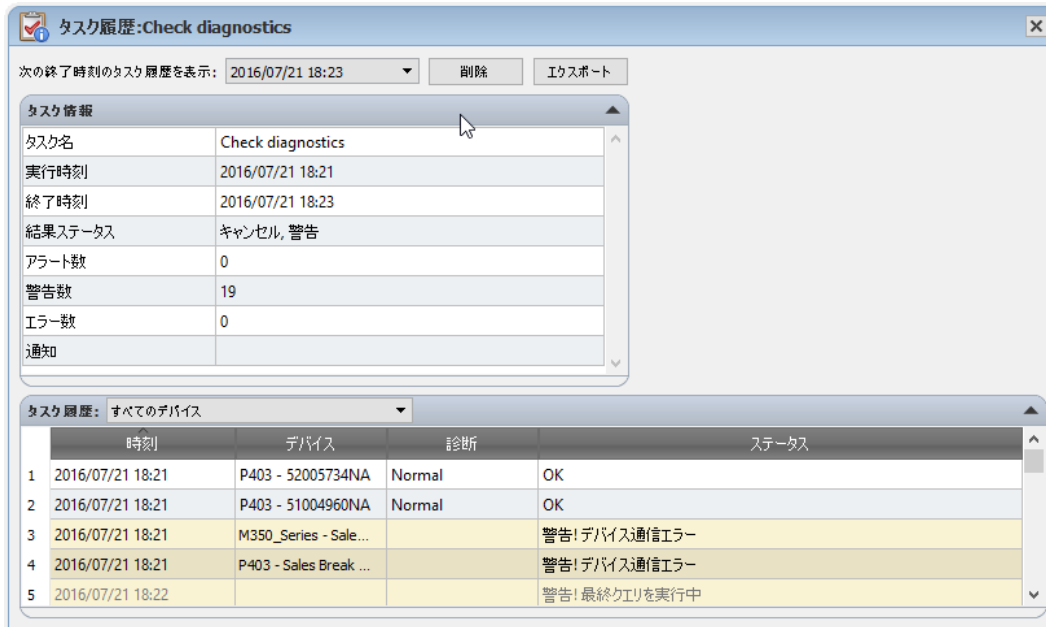 タスク履歴:Check diagnostics
次の終了時刻のタスク履歴を表示: 2016/07/21 18:23 削除 エクスポート
タスク情報
タスク名 Check diagnostics
実行時刻 2016/07/21 18:21
終了時刻 2016/07/21 18:23
結果ステータス キャンセル, 警告
アラート数 0
警告数 19
エラー数 0
通知
タスク履歴: すべてのデバイス
時刻 デバイス 診断 ステータス
1 2016/07/21 18:21 P403 - 52005734NA Normal OK
2 2016/07/21 18:21 P403 - 51004960NA Normal OK
3 2016/07/21 18:21 M350_Series - Sale... 警告! デバイス通信エラー
4 2016/07/21 18:21 P403 - Sales Break ... 警告! デバイス通信エラー
5 2016/07/21 18:22 警告! 最終クエリを実行中